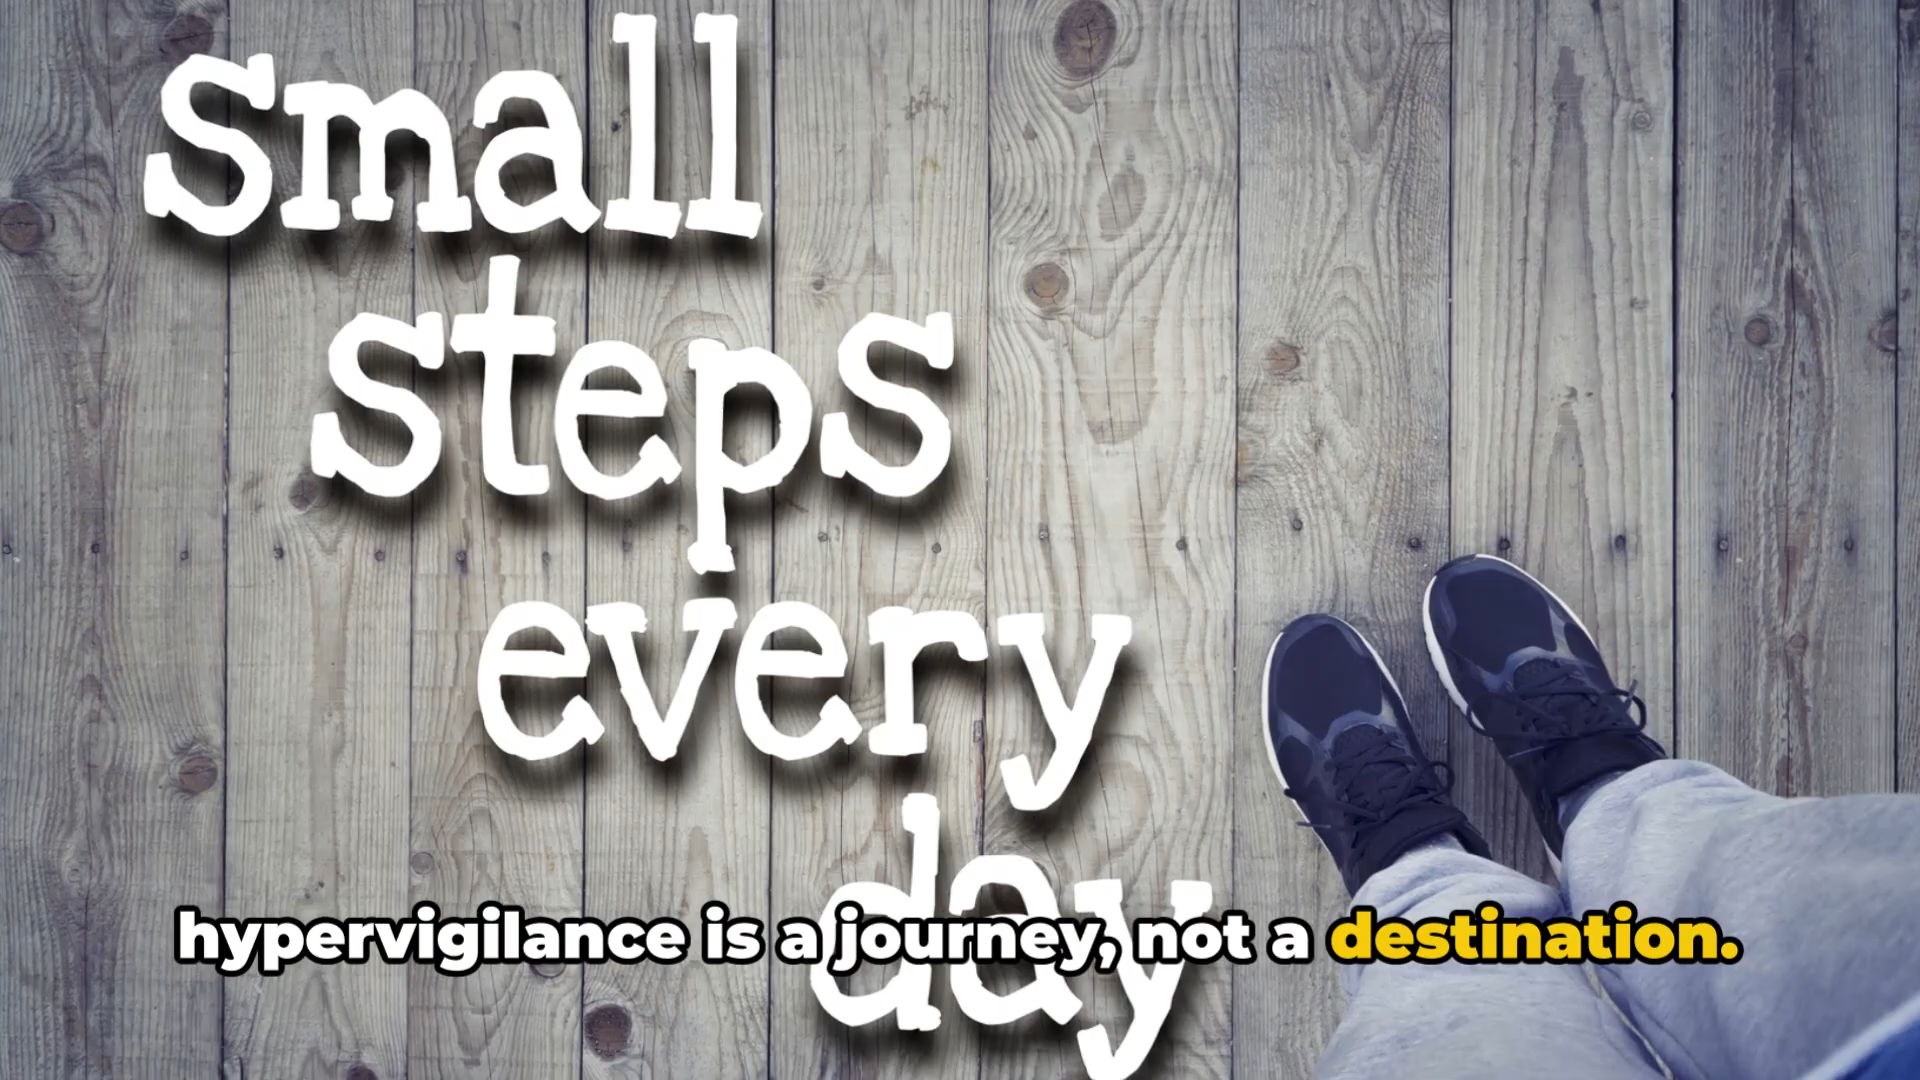 small
steps
every
day
hypervigilance is a journey, not a destination.